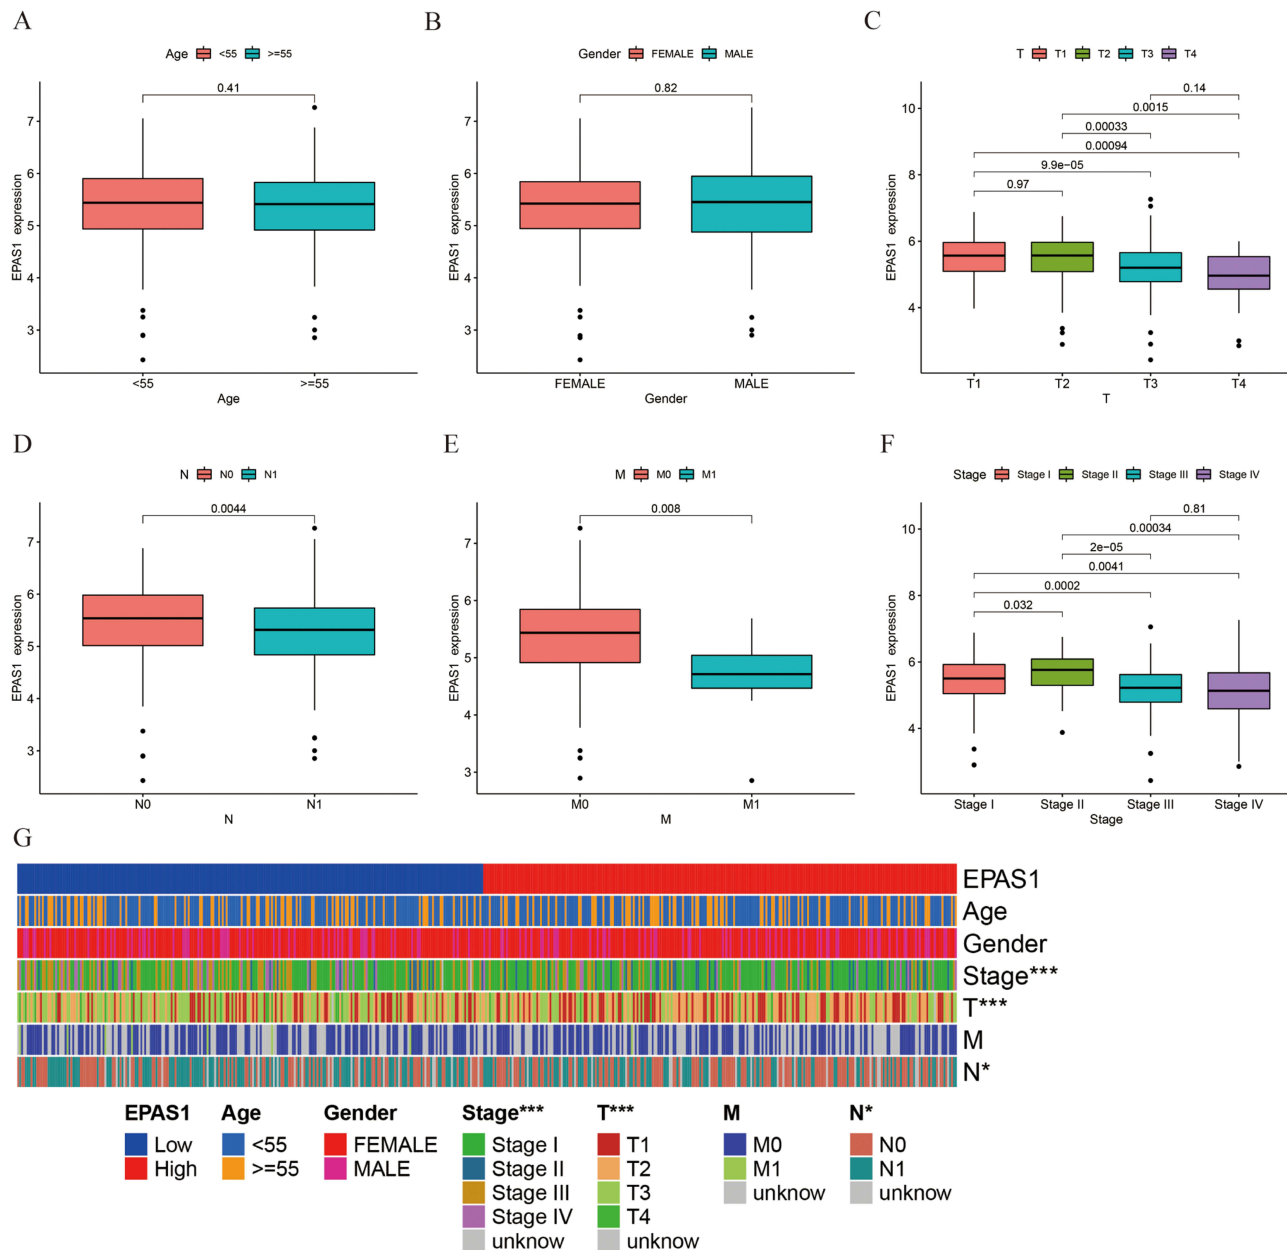 A
Age <55 >=55
0.41
7
6
5
4
3
EPAS1 expression
<55 >=55
Age
B
Gender FEMALE MALE
0.82
7
6
5
4
3
EPAS1 expression
FEMALE MALE
Gender
C
T T1 T2 T3 T4
0.14
0.0015
0.00033
0.00094
9.9e−05
0.97
10
8
6
4
EPAS1 expression
T1 T2 T3 T4
T
D
N N0 N1
0.0044
7
6
5
4
3
EPAS1 expression
N0 N1
N
E
M M0 M1
0.008
7
6
5
4
3
EPAS1 expression
M0 M1
M
F
Stage Stage I Stage II Stage III Stage IV
0.81
0.00034
2e−05
0.0041
0.0002
0.032
10
8
6
4
EPAS1 expression
Stage I Stage II Stage III Stage IV
Stage
G
EPAS1
Age
Gender
Stage***
T***
M
N*
EPAS1
Low
High
Age
<55
>=55
Gender
FEMALE
MALE
Stage***
Stage I
Stage II
Stage III
Stage IV
unknow
T***
T1
T2
T3
T4
unknow
M
M0
M1
unknow
N*
N0
N1
unknow